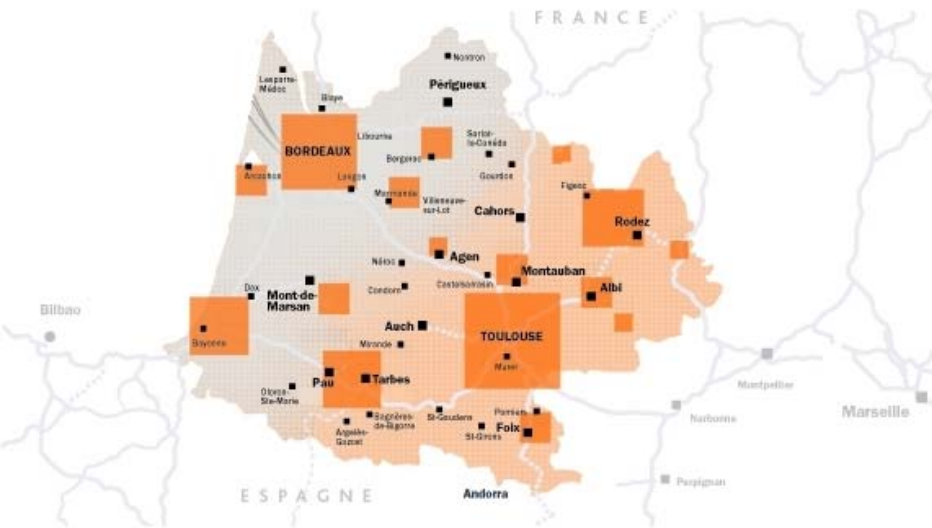 FRANCE
Nontron
Lesparre-
Médoc
Périgueux
Blaye
Libourne
BORDEAUX
Sarlat-
la-Canéda
Bergerac
Gourdon
Arcachon
Langon
Figeac
Marmande
Villeneuve-
sur-Lot
Cahors
Rodez
Agen
Nérac
Montauban
Castelsarrasin
Condom
Albi
Dax
Mont-de-
Marsan
Bilbao
Auch
TOULOUSE
Bayonne
Mirande
Muret
Pau
Tarbes
Montpellier
Oloron-
Ste-Marie
Marseille
Pamiers
Narbonne
Bagnères-
de-Bigorre
St-Gaudens
Foix
Argelès-
Gazost
St-Girons
Perpignan
ESPAGNE
Andorra